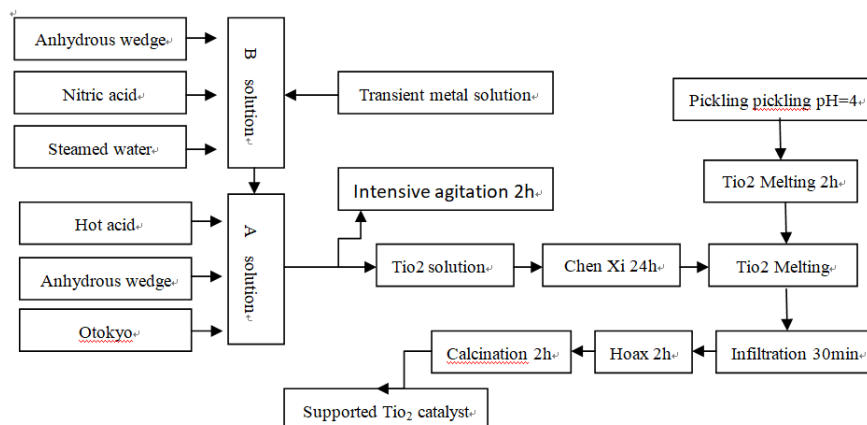 Anhydrous wedge
Nitric acid
Steamed water
B solution
Transient metal solution
Pickling pickling pH=4
Tio2 Melting 2h
Hot acid
Anhydrous wedge
Otokyo
A solution
Intensive agitation 2h
Tio2 solution
Chen Xi 24h
Tio2 Melting
Calcination 2h
Hoax 2h
Infiltration 30min
Supported Tio2 catalyst